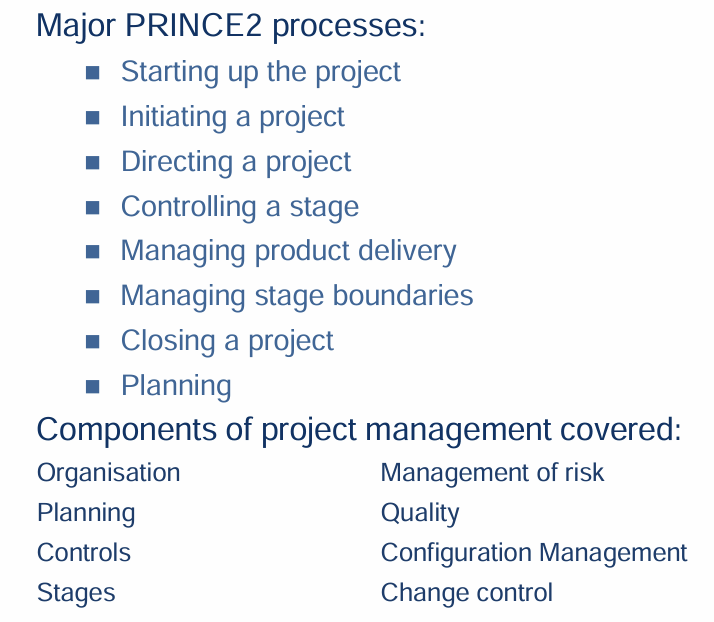 Major PRINCE2 processes:
Starting up the project
Initiating a project
Directing a project
Controlling a stage
Managing product delivery
Managing stage boundaries
Closing a project
Planning
Components of project management covered:
Organisation
Planning
Controls
Stages
Management of risk
Quality
Configuration Management
Change control